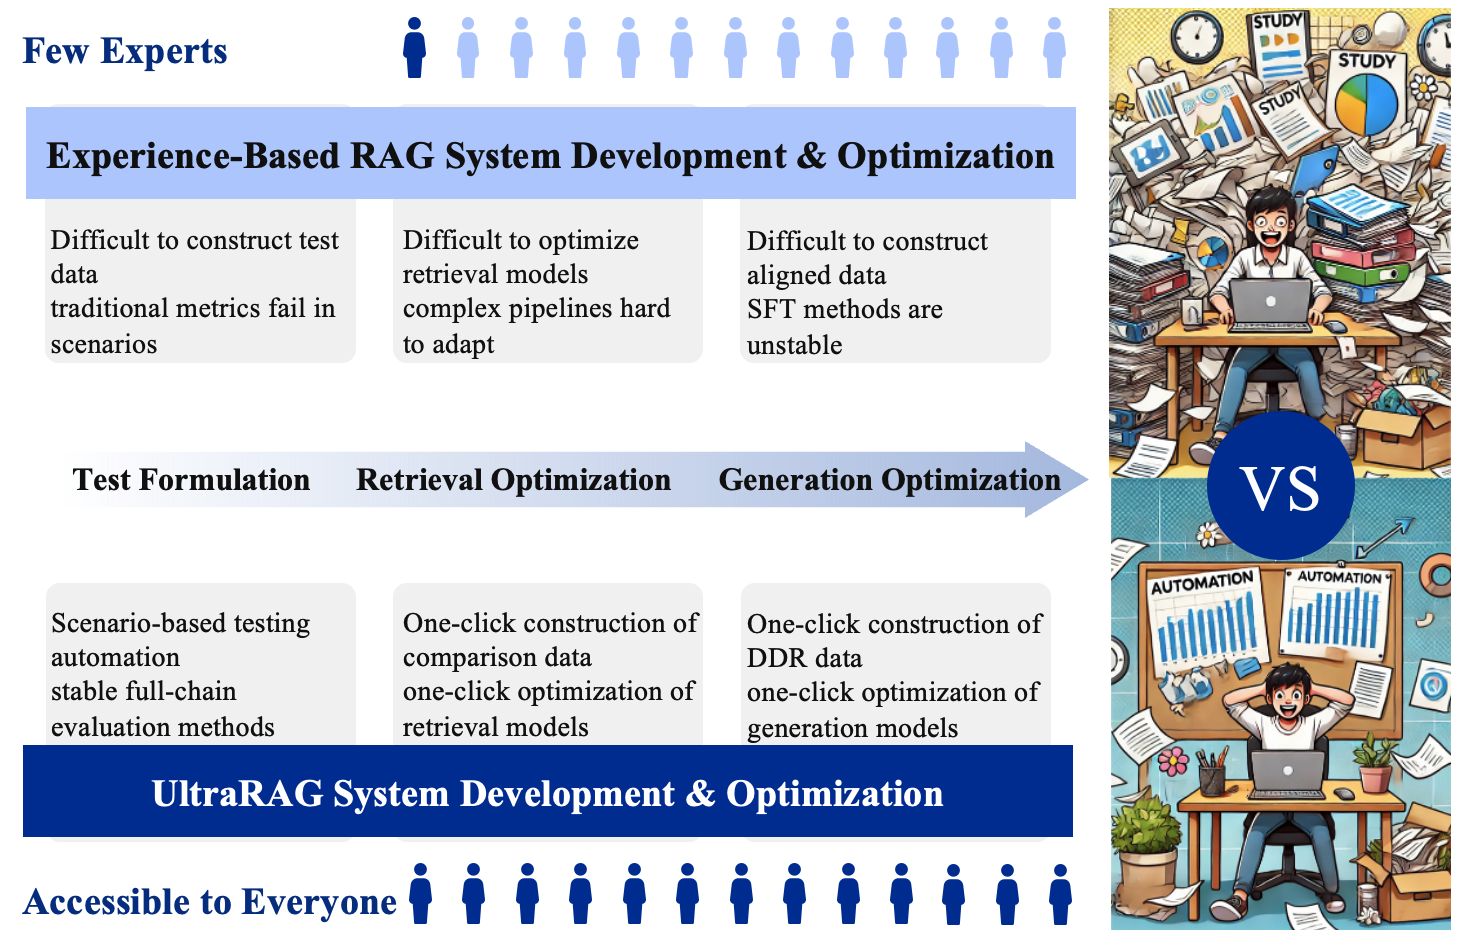 Few Experts
Experience-Based RAG System Development & Optimization
Difficult to construct test
data
traditional metrics fail in
scenarios
Difficult to optimize
retrieval models
complex pipelines hard
to adapt
Difficult to construct
aligned data
SFT methods are
unstable
Test Formulation
Retrieval Optimization
Generation Optimization
Scenario-based testing
automation
stable full-chain
evaluation methods
One-click construction of
comparison data
one-click optimization of
retrieval models
One-click construction of
DDR data
one-click optimization of
generation models
UltraRAG System Development & Optimization
Accessible to Everyone
STUDY
STUDY
STUDY
VS
AUTOMATION
AUTOMATION